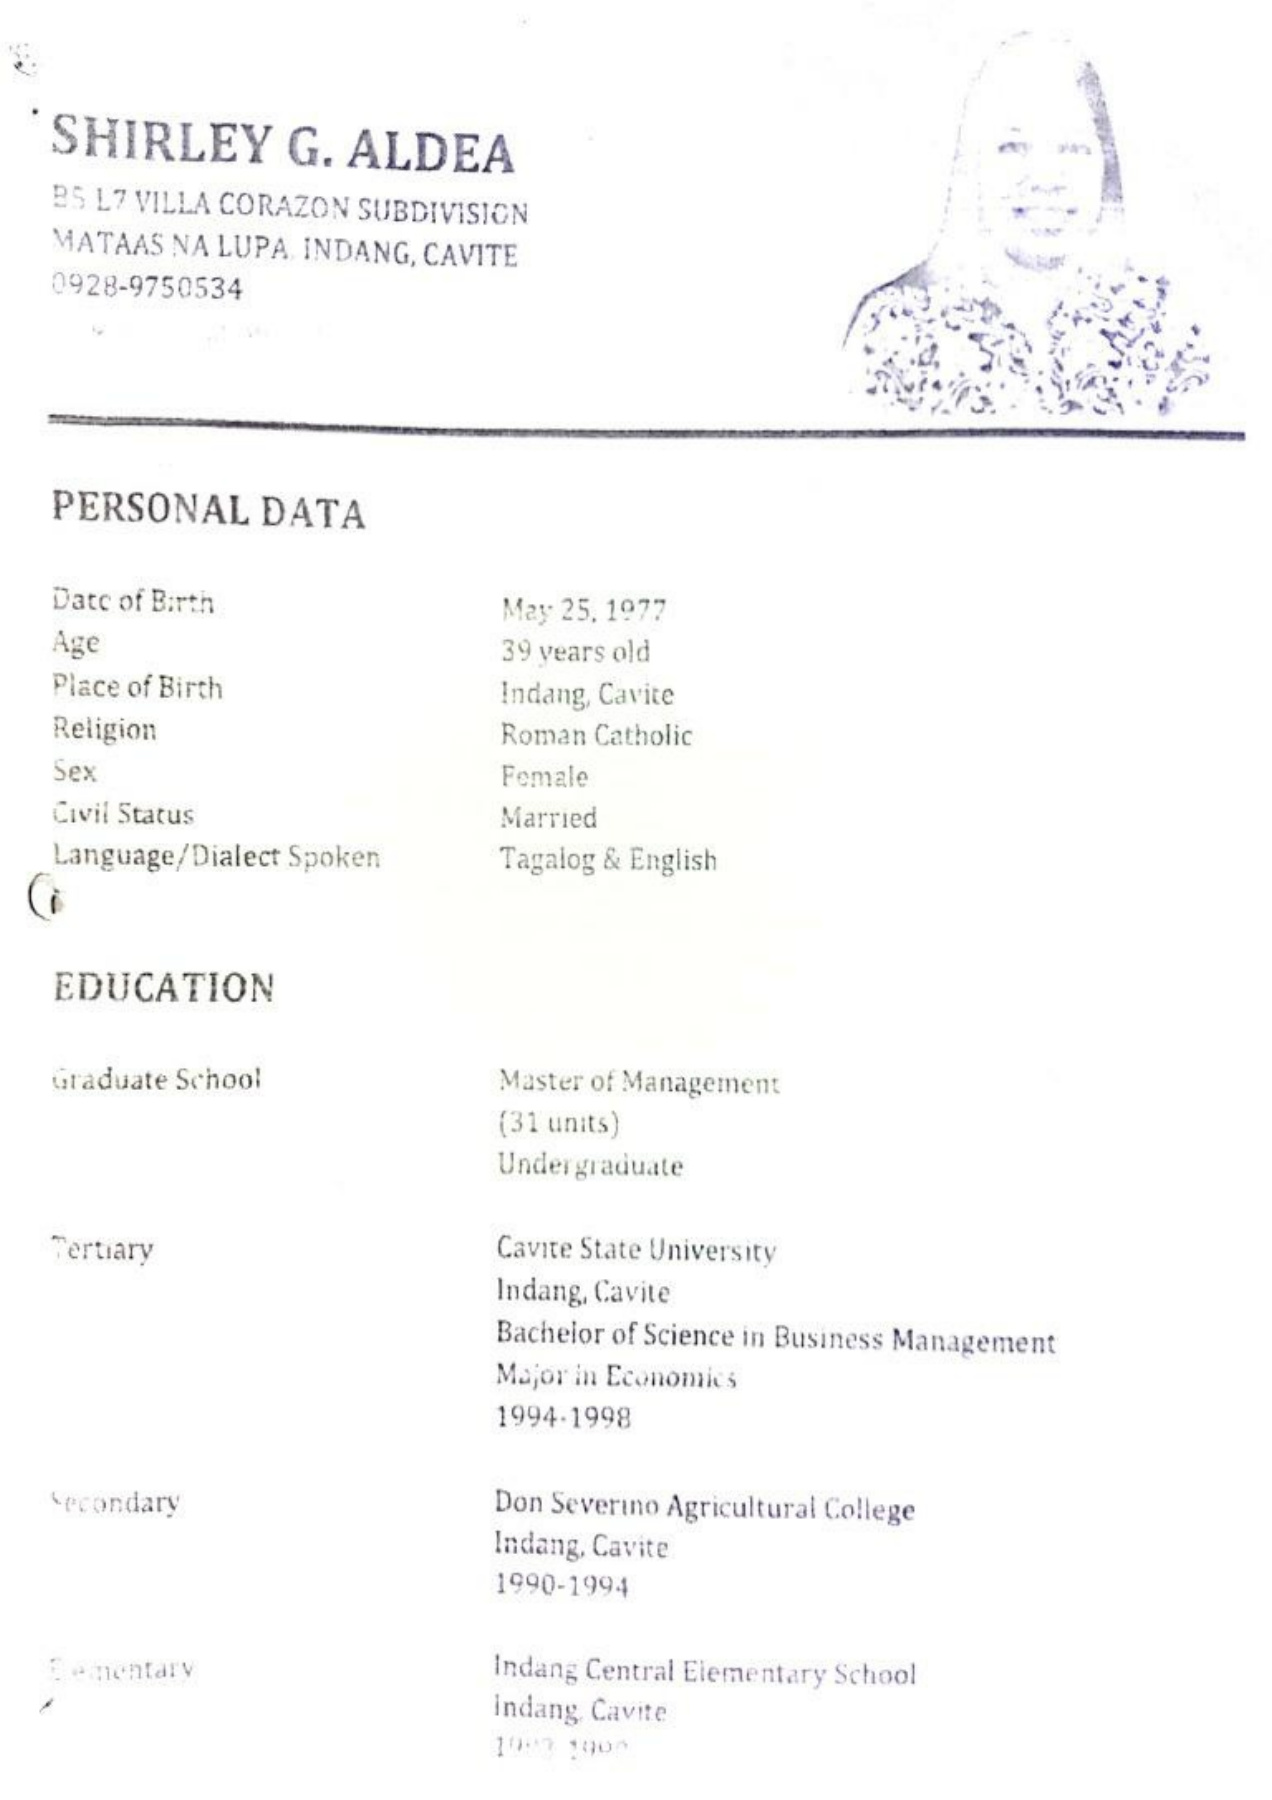 SHIRLEY G. ALDEA
B5 L7 VILLA CORAZON SUBDIVISION
MATAAS NA LUPA, INDANG, CAVITE
0928-9750534
PERSONAL DATA
Date of Birth May 25, 1977
Age 39 years old
Place of Birth Indang, Cavite
Religion Roman Catholic
Sex Female
Civil Status Married
Language/Dialect Spoken Tagalog & English
EDUCATION
Graduate School Master of Management
(31 units)
Undergraduate
Tertiary Cavite State University
Indang, Cavite
Bachelor of Science in Business Management
Major in Economics
1994-1998
Secondary Don Severino Agricultural College
Indang, Cavite
1990-1994
Elementary Indang Central Elementary School
Indang, Cavite